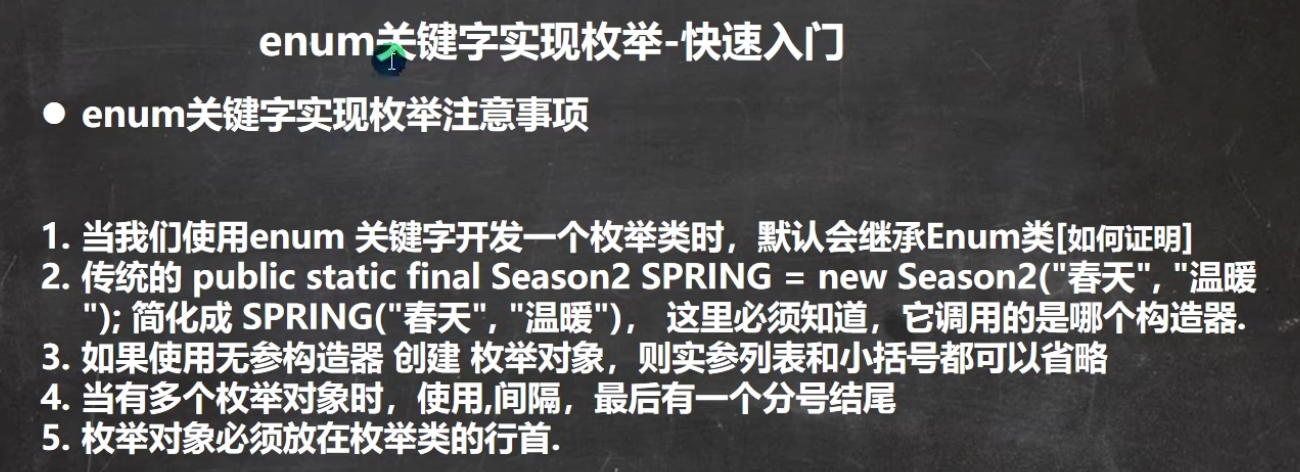 enum关键字实现枚举-快速入门
● enum关键字实现枚举注意事项
1. 当我们使用enum 关键字开发一个枚举类时，默认会继承Enum类[如何证明]
2. 传统的 public static final Season2 SPRING = new Season2("春天", "温暖
"); 简化成 SPRING("春天", "温暖")， 这里必须知道，它调用的是哪个构造器.
3. 如果使用无参构造器 创建 枚举对象，则实参列表和小括号都可以省略
4. 当有多个枚举对象时，使用,间隔，最后有一个分号结尾
5. 枚举对象必须放在枚举类的行首.